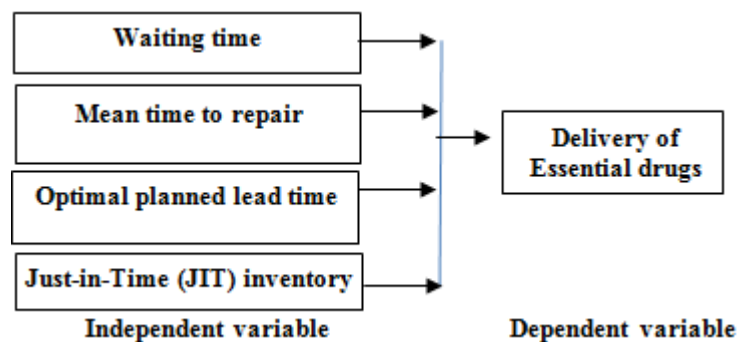 Waiting time
Mean time to repair
Optimal planned lead time
Just-in-Time (JIT) inventory
Independent variable
Delivery of
Essential drugs
Dependent variable